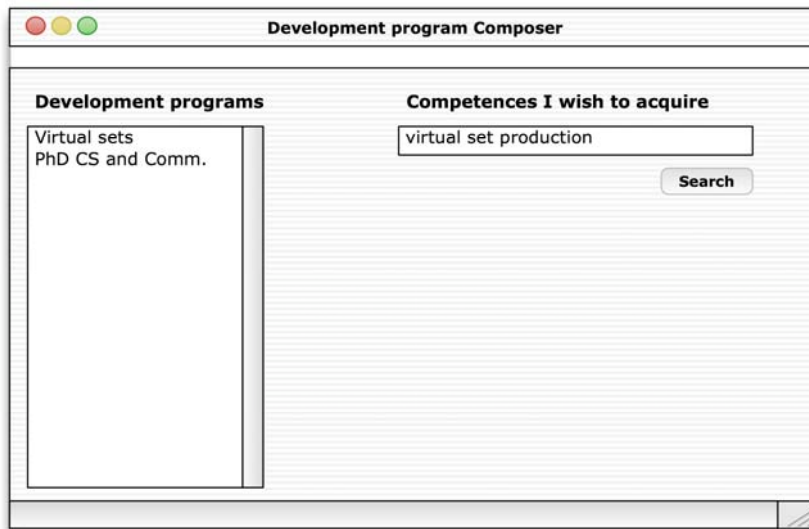 Development program Composer
Development programs
Virtual sets
PhD CS and Comm.
Competences I wish to acquire
virtual set production
Search